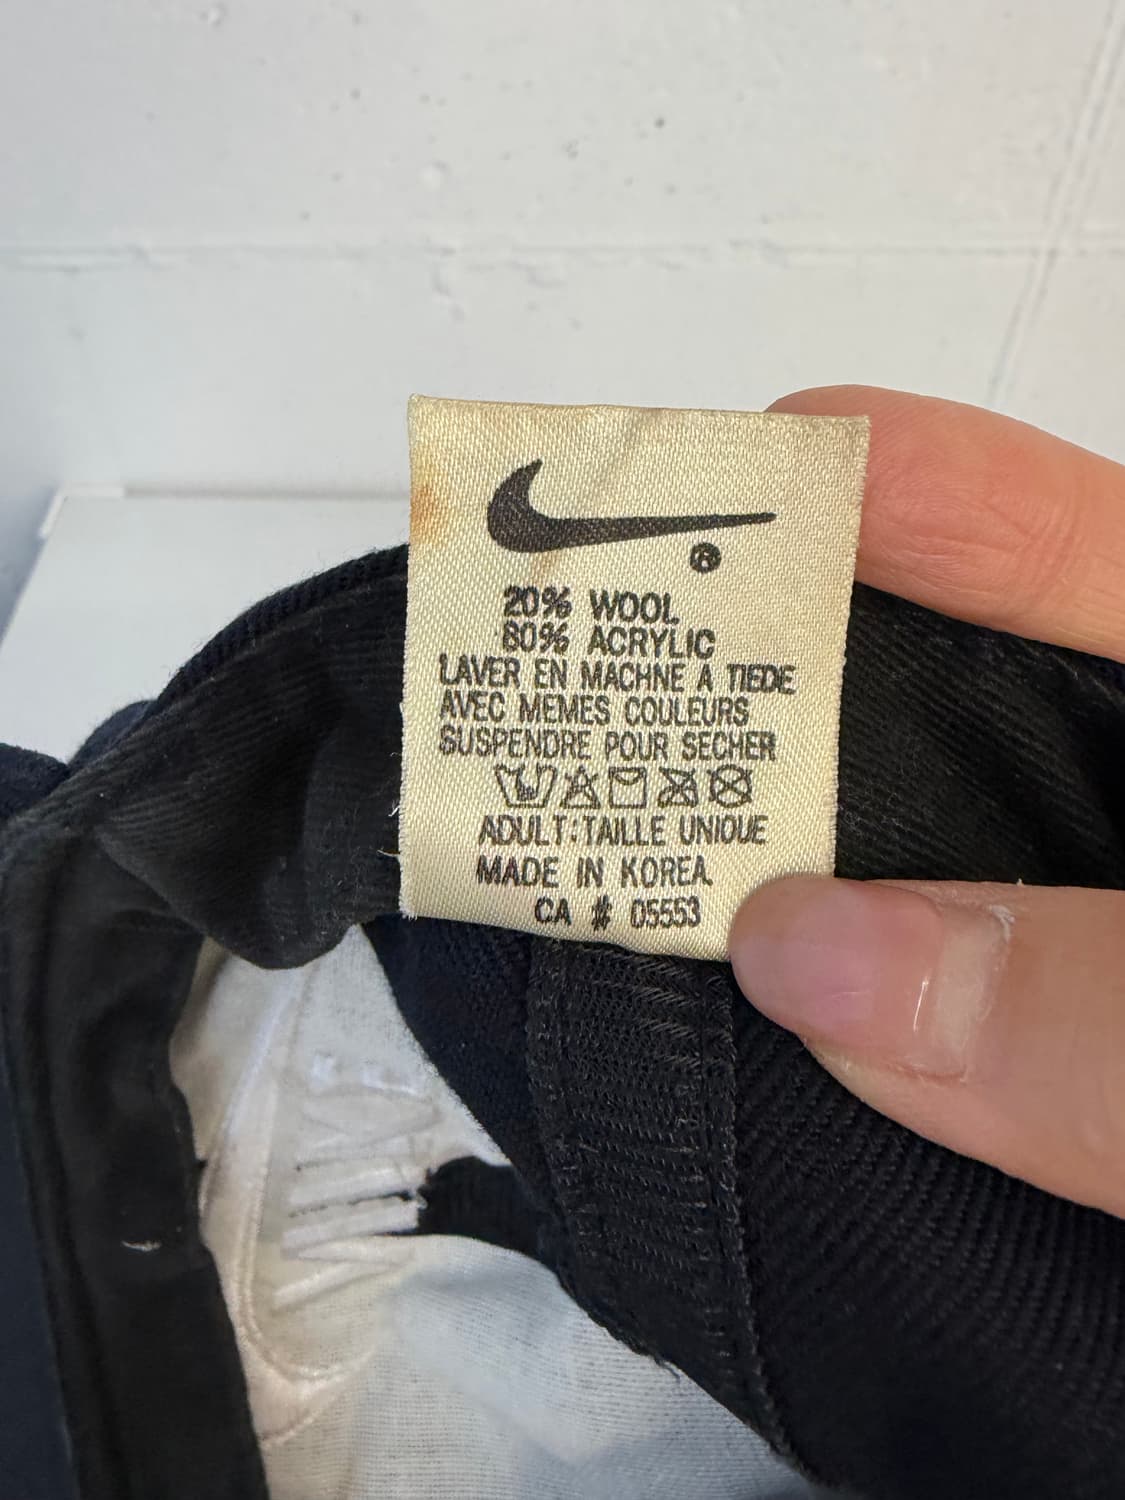 ®
20% WOOL
80% ACRYLIC
LAVER EN MACHNE A TIEDE
AVEC MEMES COULEURS
SUSPENDRE POUR SECHER
ADULT:TAILLE UNIQUE
MADE IN KOREA.
CA # 05553